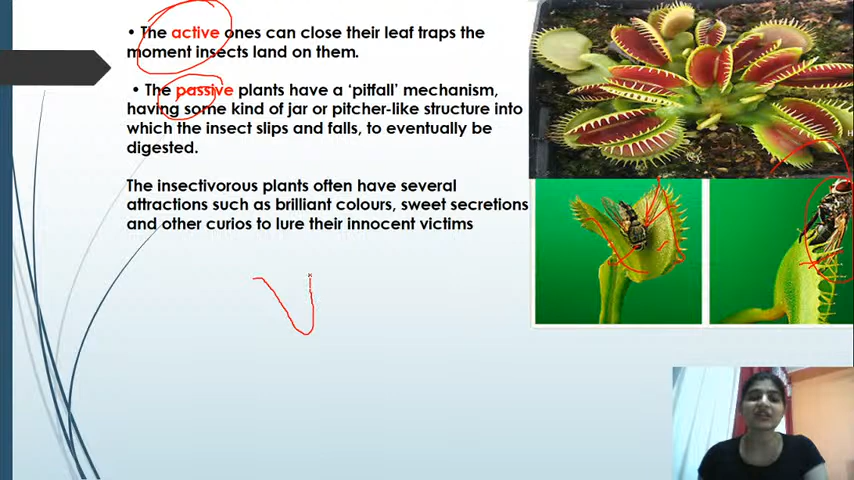 • The active ones can close their leaf traps the
moment insects land on them.
• The passive plants have a ‘pitfall’ mechanism,
having some kind of jar or pitcher-like structure into
which the insect slips and falls, to eventually be
digested.
The insectivorous plants often have several
attractions such as brilliant colours, sweet secretions
and other curios to lure their innocent victims
H